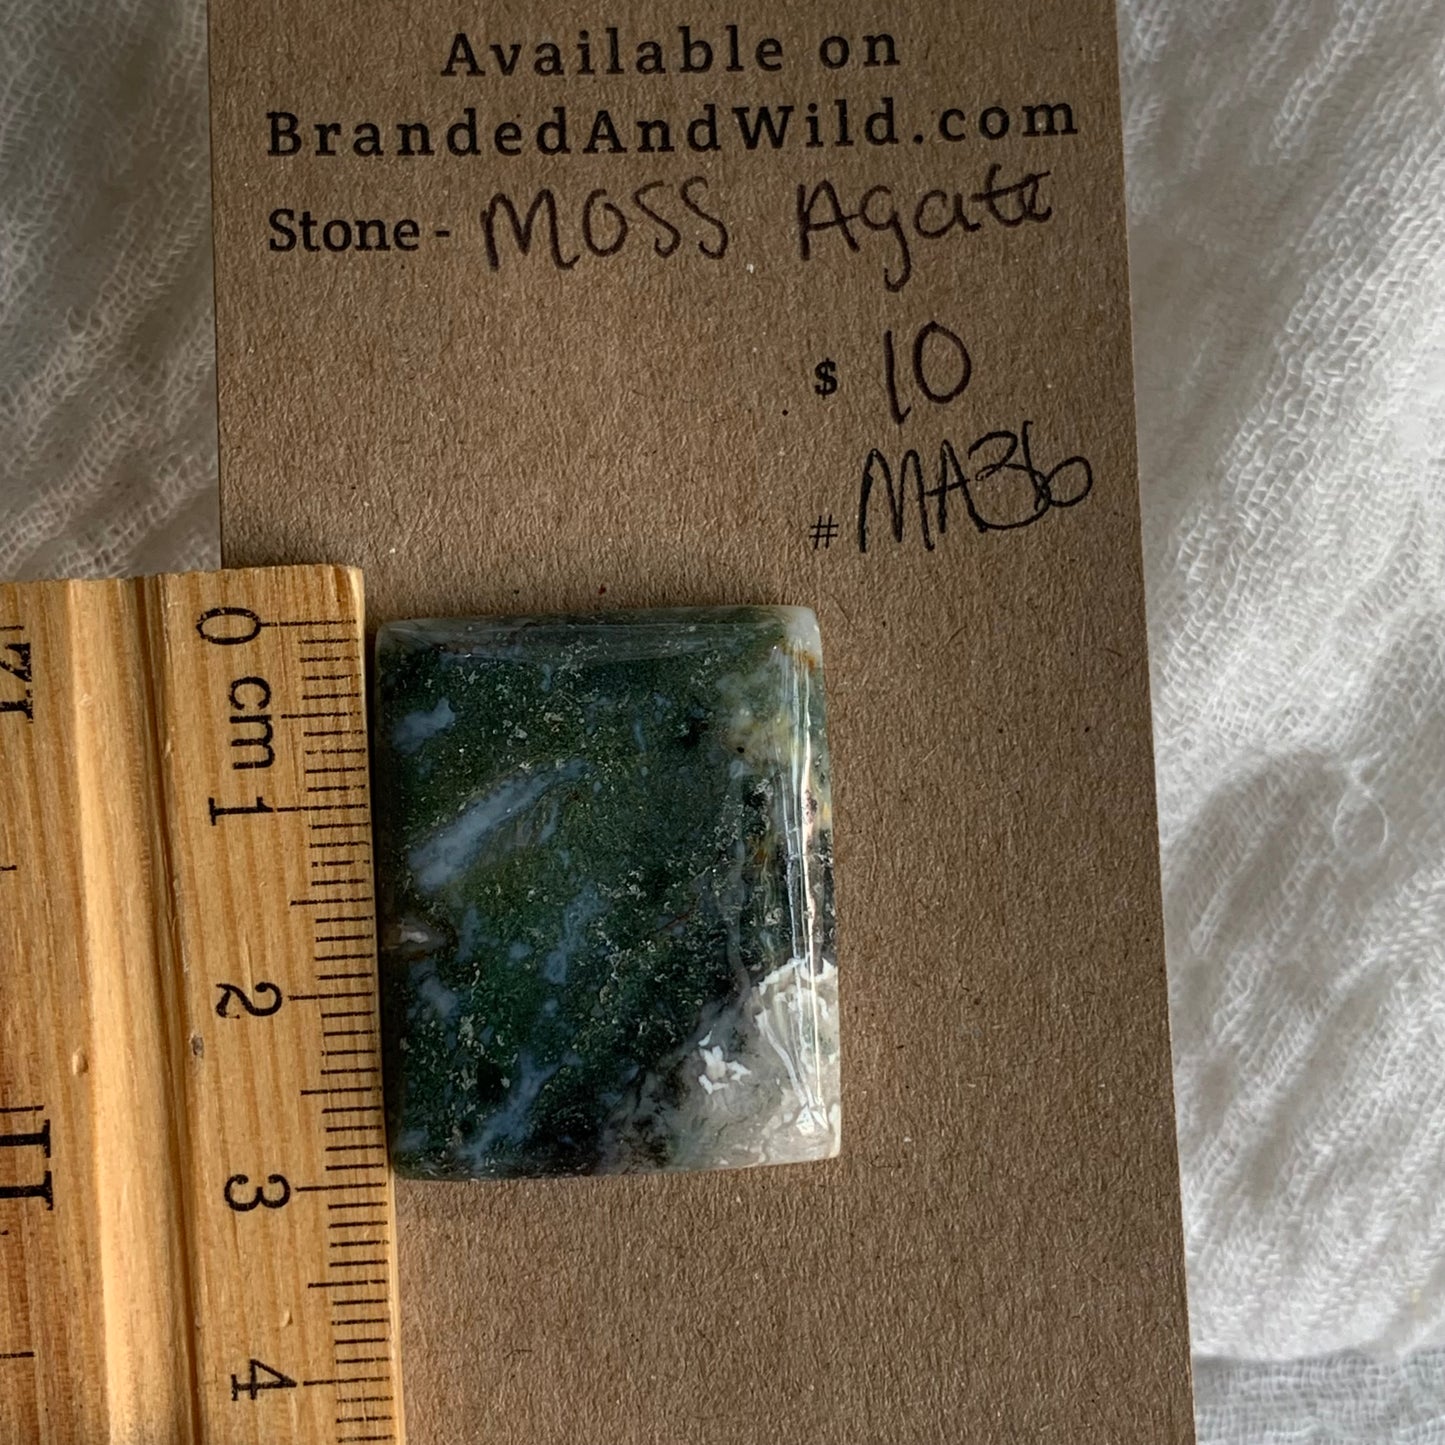 Available on
BrandedAndWild.com
Stone - Moss Agate
$ 10
# MA36
0 cm 1 2 3 4